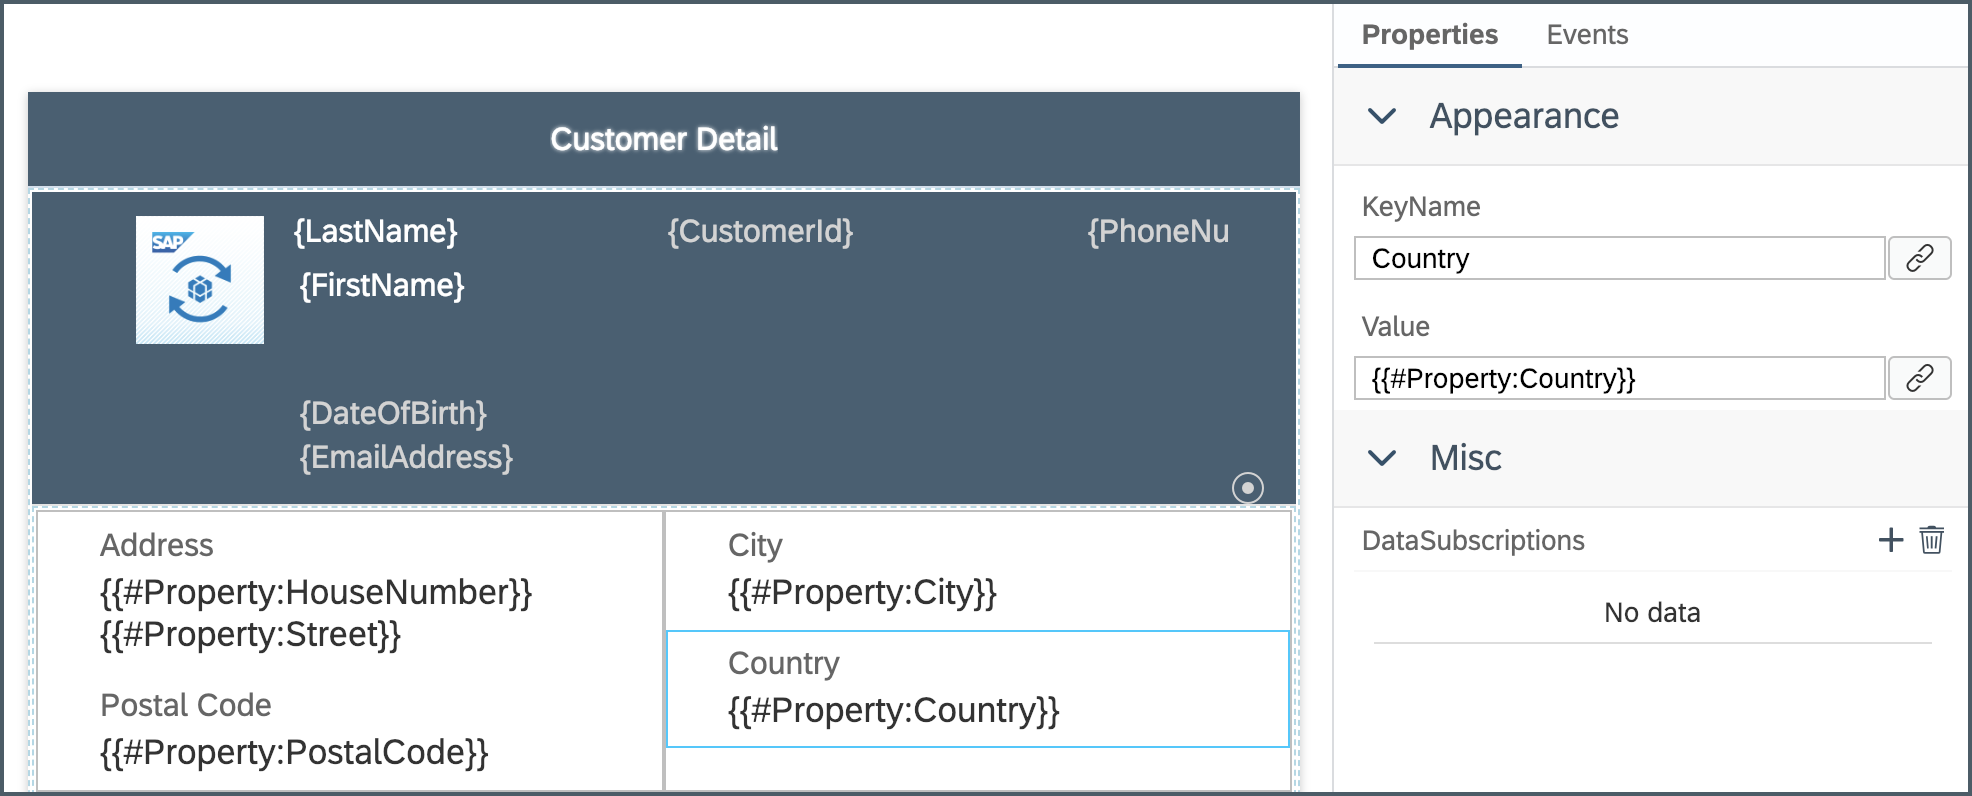 Customer Detail
SAP
{LastName}
{CustomerId}
{PhoneNu
{FirstName}
{DateOfBirth}
{EmailAddress}
Address
{{#Property:HouseNumber}}
{{#Property:Street}}
Postal Code
{{#Property:PostalCode}}
City
{{#Property:City}}
Country
{{#Property:Country}}
Properties
Events
Appearance
KeyName
Country
Value
{{#Property:Country}}
Misc
DataSubscriptions
No data